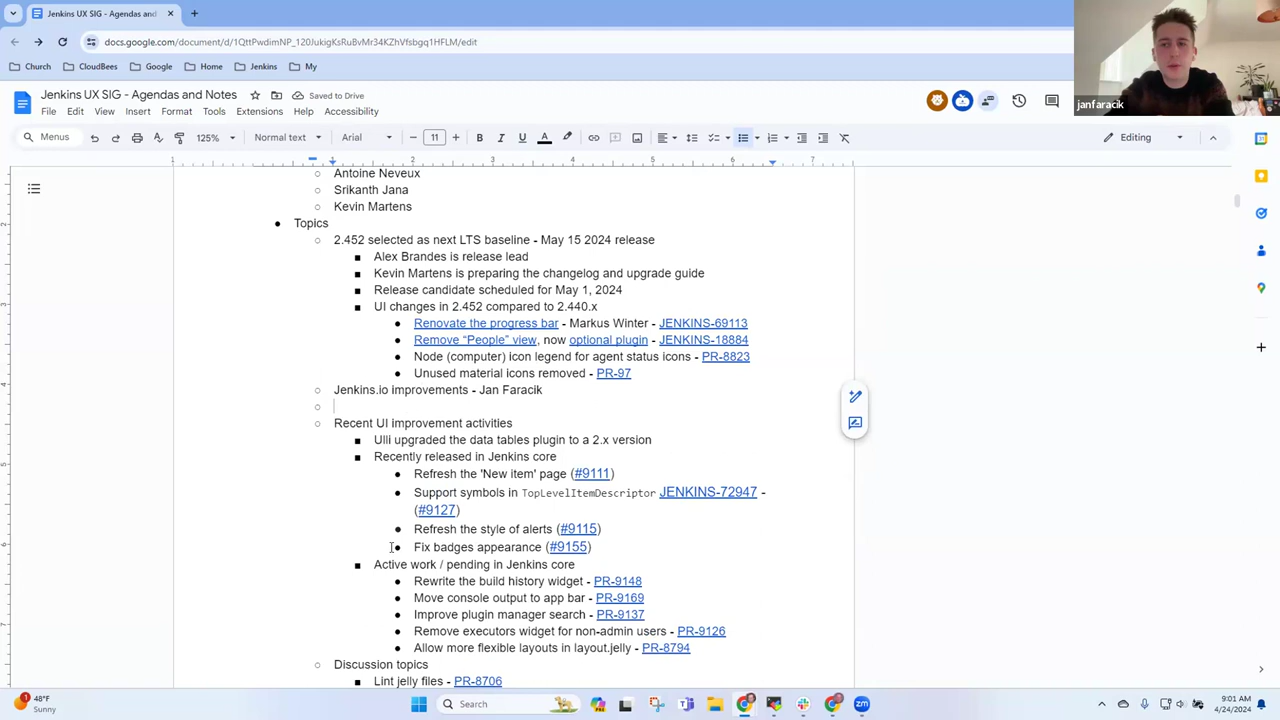 Jenkins UX SIG - Agendas and
docs.google.com/document/d/1QttPwdimNP_120JukigKsRuBvMr34KZhVfsbgq1HFLM/edit
Church
CloudBees
Google
Home
Jenkins
My
janfaracik
Jenkins UX SIG - Agendas and Notes
Saved to Drive
File Edit View Insert Format Tools Extensions Help Accessibility
Menus
125%
Normal text
Arial
11
B I U A
Editing
1 2 3 4 5 6 7
Antoine Neveux
Srikanth Jana
Kevin Martens
Topics
2.452 selected as next LTS baseline - May 15 2024 release
Alex Brandes is release lead
Kevin Martens is preparing the changelog and upgrade guide
Release candidate scheduled for May 1, 2024
UI changes in 2.452 compared to 2.440.x
Renovate the progress bar - Markus Winter - JENKINS-69113
Remove “People” view, now optional plugin - JENKINS-18884
Node (computer) icon legend for agent status icons - PR-8823
Unused material icons removed - PR-97
Jenkins.io improvements - Jan Faracik
Recent UI improvement activities
Ulli upgraded the data tables plugin to a 2.x version
Recently released in Jenkins core
Refresh the 'New item' page (#9111)
Support symbols in TopLevelItemDescriptor JENKINS-72947 -
(#9127)
Refresh the style of alerts (#9115)
Fix badges appearance (#9155)
Active work / pending in Jenkins core
Rewrite the build history widget - PR-9148
Move console output to app bar - PR-9169
Improve plugin manager search - PR-9137
Remove executors widget for non-admin users - PR-9126
Allow more flexible layouts in layout.jelly - PR-8794
Discussion topics
Lint jelly files - PR-8706
1
48°F
Sunny
Search
zm
9:01 AM
4/24/2024